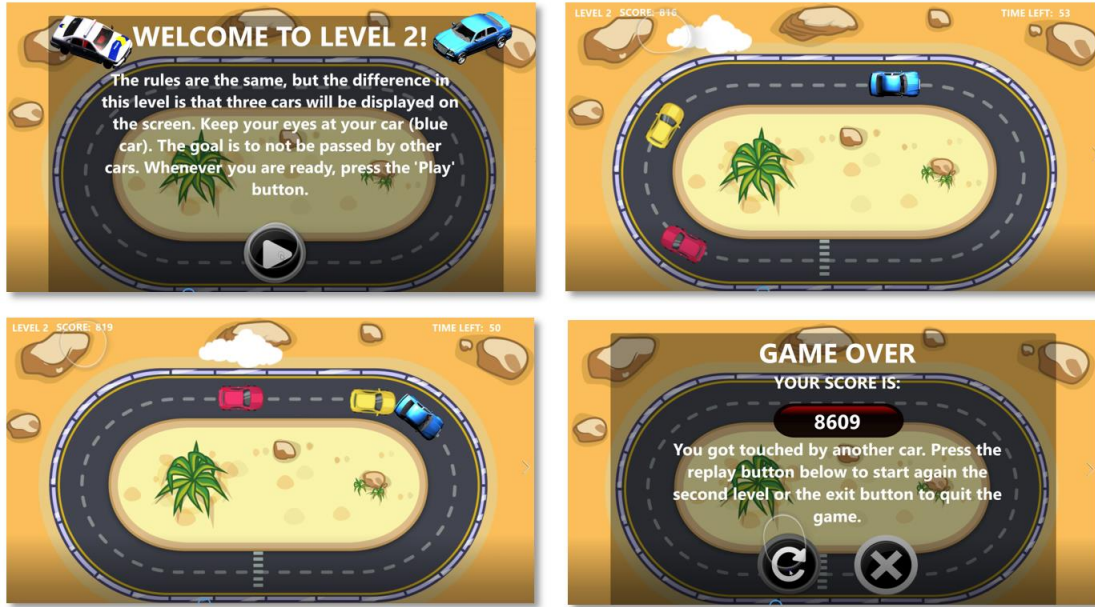 WELCOME TO LEVEL 2!
The rules are the same, but the difference in
this level is that three cars will be displayed on
the screen. Keep your eyes at your car (blue
car). The goal is to not be passed by other
cars. Whenever you are ready, press the 'Play'
button.
LEVEL 2 SCORE: 816 TIME LEFT: 53
LEVEL 2 SCORE: 819 TIME LEFT: 50
GAME OVER
YOUR SCORE IS:
8609
You got touched by another car. Press the
replay button below to start again the
second level or the exit button to quit the
game.